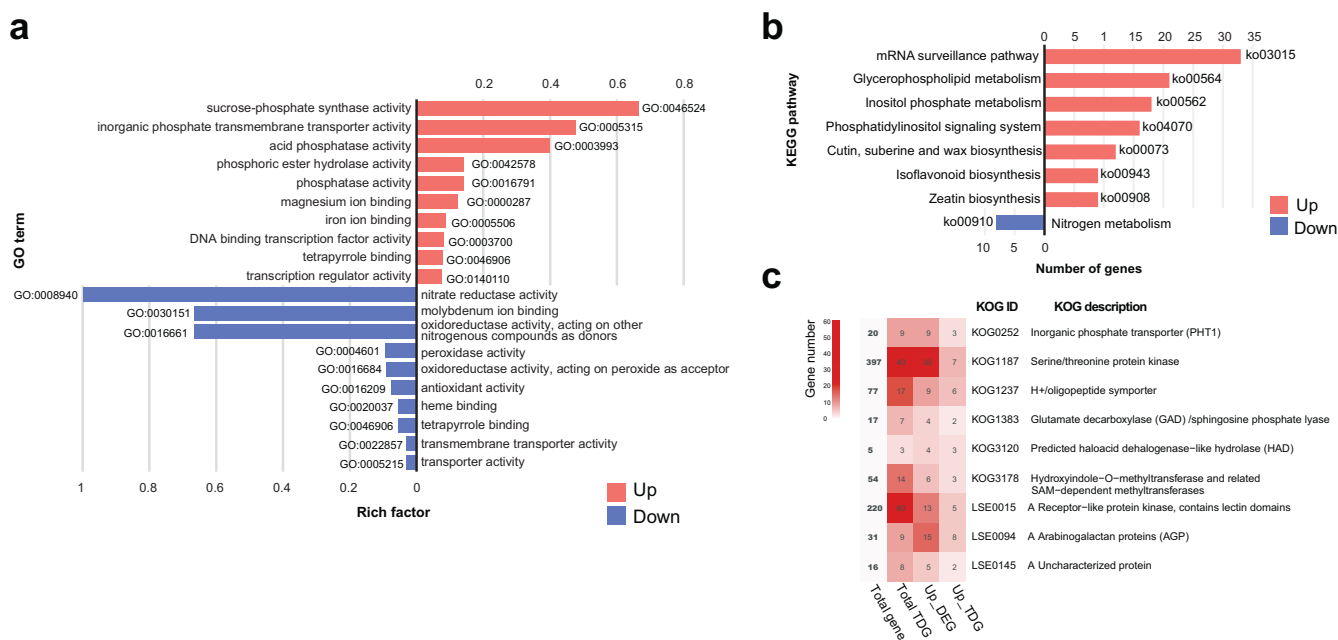 a
0.2 0.4 0.6 0.8
GO term
sucrose-phosphate synthase activity GO:0046524
inorganic phosphate transmembrane transporter activity GO:0005315
acid phosphatase activity GO:0003993
phosphoric ester hydrolase activity GO:0042578
phosphatase activity GO:0016791
magnesium ion binding GO:0000287
iron ion binding GO:0005506
DNA binding transcription factor activity GO:0003700
tetrapyrrole binding GO:0046906
transcription regulator activity GO:0140110
GO:0008940 nitrate reductase activity
GO:0030151 molybdenum ion binding
GO:0016661 oxidoreductase activity, acting on other
nitrogenous compounds as donors
GO:0004601 peroxidase activity
GO:0016684 oxidoreductase activity, acting on peroxide as acceptor
GO:0016209 antioxidant activity
GO:0020037 heme binding
GO:0046906 tetrapyrrole binding
GO:0022857 transmembrane transporter activity
GO:0005215 transporter activity
1 0.8 0.6 0.4 0.2 0
Rich factor
Up
Down
b
0 5 5 1 15 20 30 35
KEGG pathway
mRNA surveillance pathway ko03015
Glycerophospholipid metabolism ko00564
Inositol phosphate metabolism ko00562
Phosphatidylinositol signaling system ko04070
Cutin, suberine and wax biosynthesis ko00073
Isoflavonoid biosynthesis ko00943
Zeatin biosynthesis ko00908
ko00910 Nitrogen metabolism
10 5 0
Number of genes
Up
Down
c
KOG ID KOG description
Gene number
60
50
40
30
20
10
0
20 9 9 3 KOG0252 Inorganic phosphate transporter (PHT1)
397 7 KOG1187 Serine/threonine protein kinase
77 17 9 6 KOG1237 H+/oligopeptide symporter
17 7 4 2 KOG1383 Glutamate decarboxylase (GAD) /sphingosine phosphate lyase
5 3 4 3 KOG3120 Predicted haloacid dehalogenase−like hydrolase (HAD)
54 14 6 3 KOG3178 Hydroxyindole−O−methyltransferase and related
SAM−dependent methyltransferases
220 13 5 LSE0015 A Receptor−like protein kinase, contains lectin domains
31 9 15 8 LSE0094 A Arabinogalactan proteins (AGP)
16 8 5 2 LSE0145 A Uncharacterized protein
Total gene
Total TDG
Up_DEG
Up_TDG